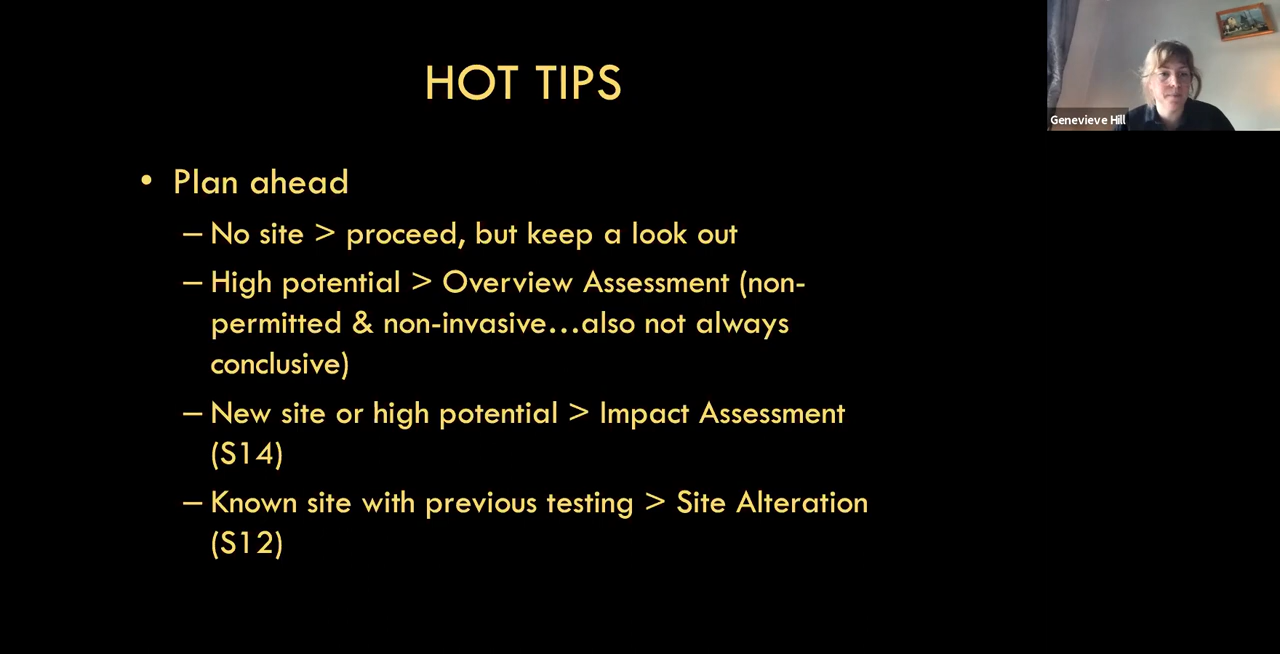 HOT TIPS
Genevieve Hill
• Plan ahead
– No site > proceed, but keep a look out
– High potential > Overview Assessment (non-
permitted & non-invasive...also not always
conclusive)
– New site or high potential > Impact Assessment
(S14)
– Known site with previous testing > Site Alteration
(S12)